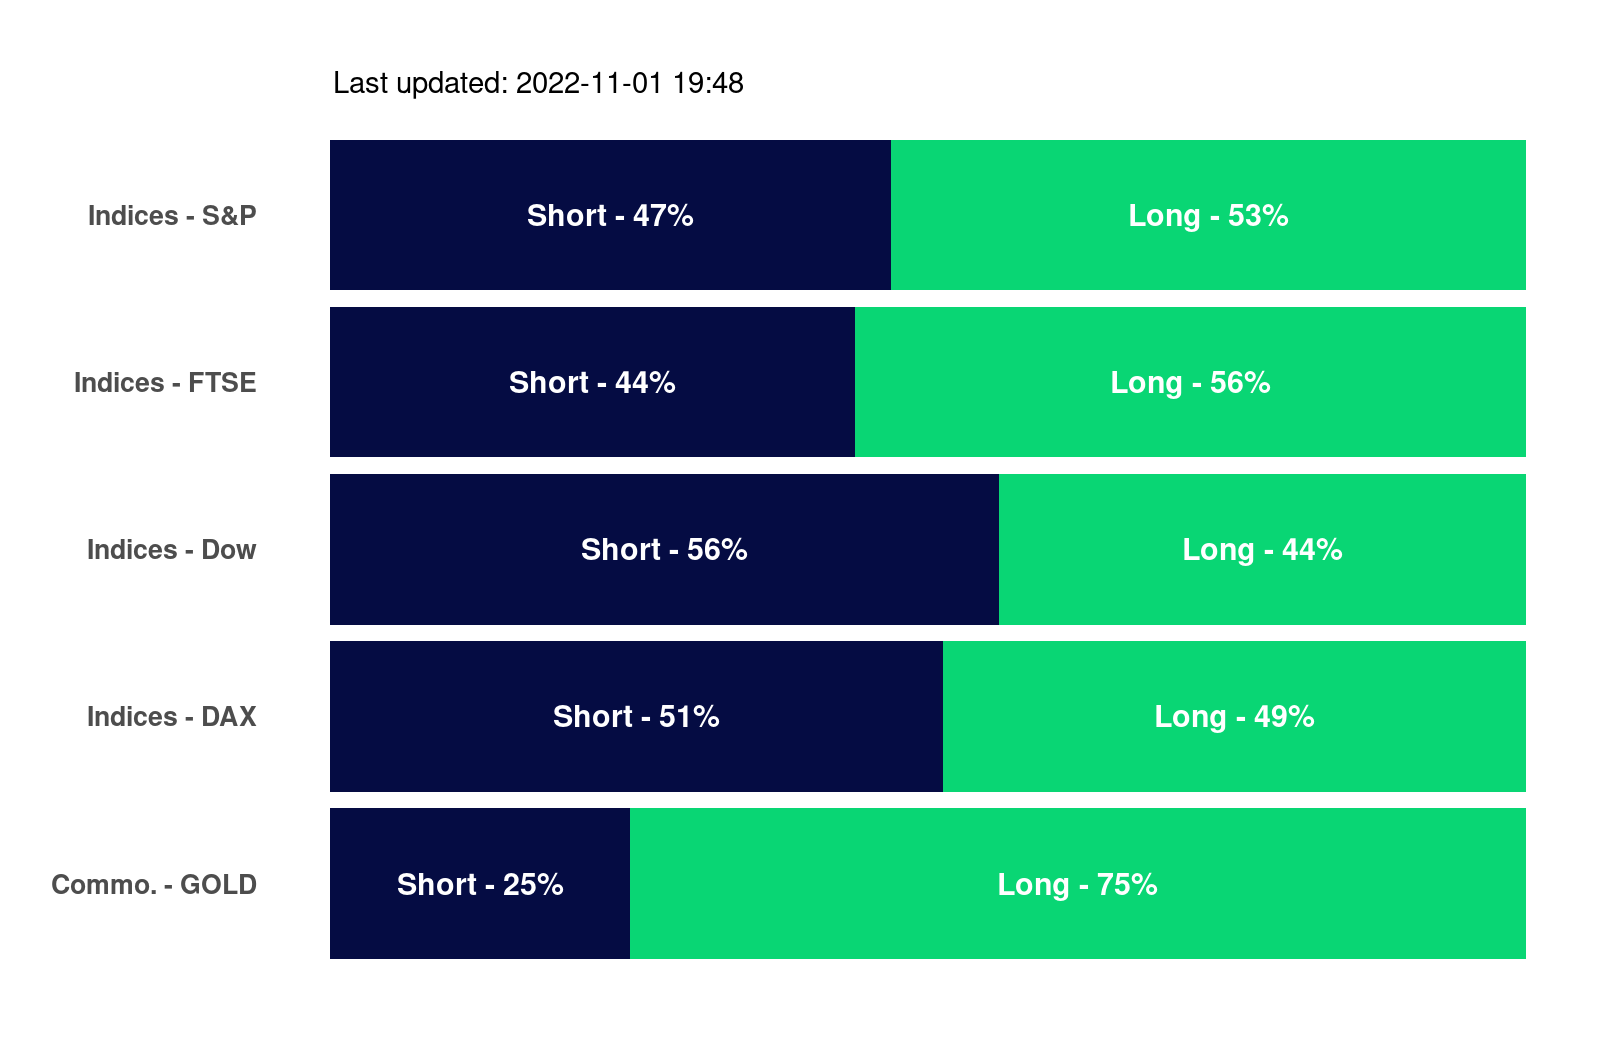 Last updated: 2022-11-01 19:48
Indices - S&P
Short - 47%
Long - 53%
Indices - FTSE
Short - 44%
Long - 56%
Indices - Dow
Short - 56%
Long - 44%
Indices - DAX
Short - 51%
Long - 49%
Commo. - GOLD
Short - 25%
Long - 75%